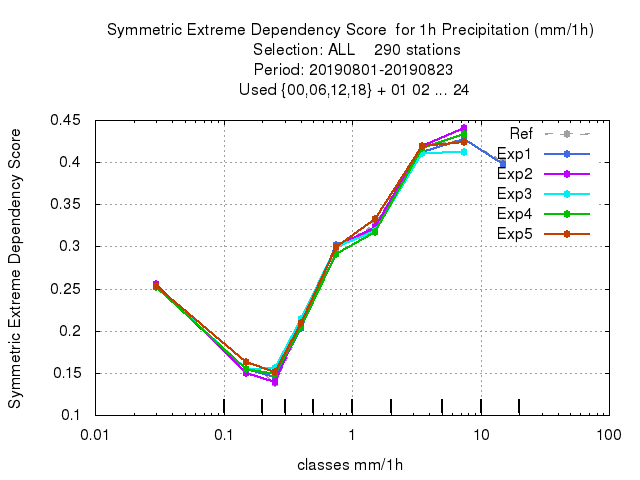 Symmetric Extreme Dependency Score  for 1h Precipitation (mm/1h)
Selection: ALL    290 stations
Period: 20190801-20190823
Used {00,06,12,18} + 01 02 ... 24
Symmetric Extreme Dependency Score
0.45
0.4
0.35
0.3
0.25
0.2
0.15
0.1
Ref
Exp1
Exp2
Exp3
Exp4
Exp5
0.01
0.1
1
10
100
classes mm/1h